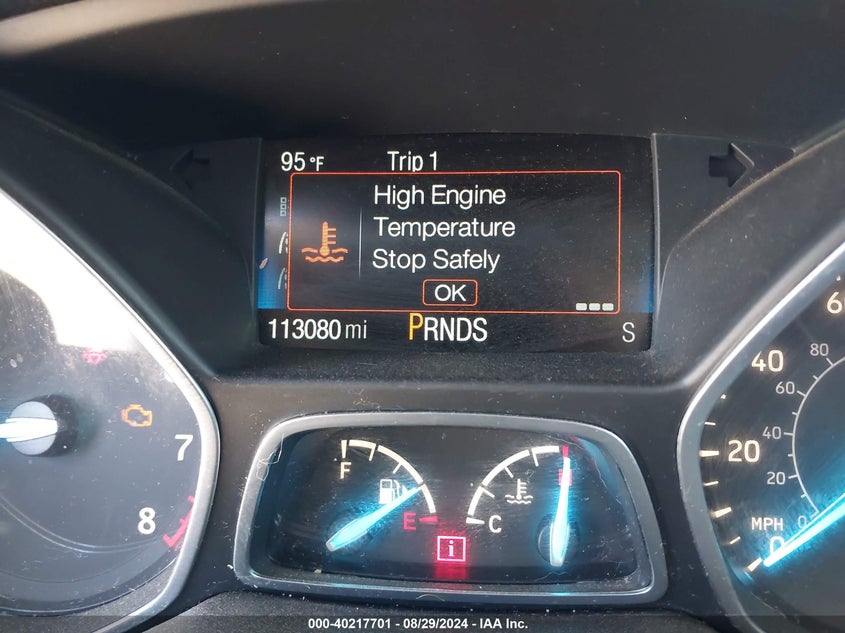 95°F Trip 1
High Engine
Temperature
Stop Safely
OK
113080 mi PRNDS S
7
8
F
E
i
C
60
40
20
0
80
60
40
20
0
MPH
000-40217701 - 08/29/2024 - IAA Inc.